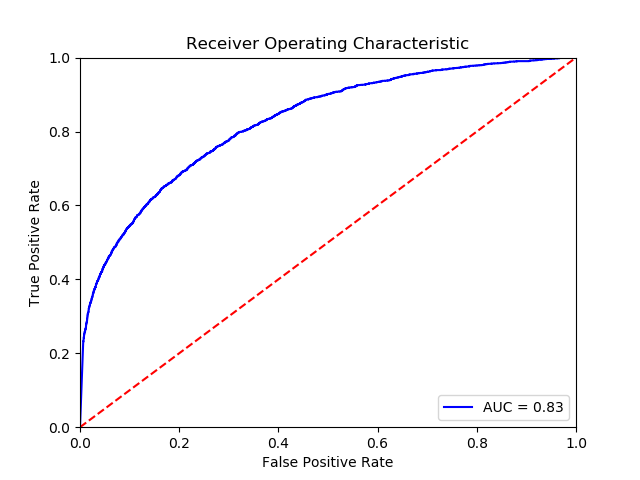 Receiver Operating Characteristic
True Positive Rate
1.0
0.8
0.6
0.4
0.2
0.0
AUC = 0.83
0.0 0.2 0.4 0.6 0.8 1.0
False Positive Rate